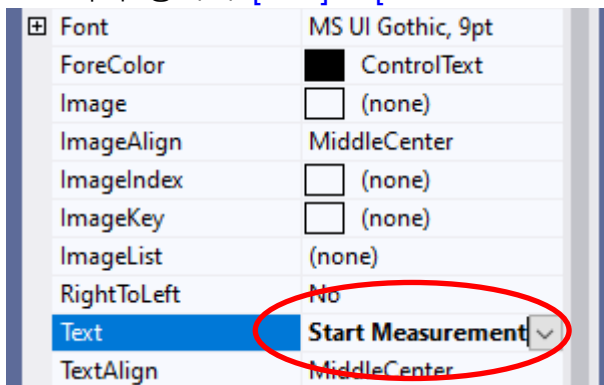 Font MS UI Gothic, 9pt
ForeColor ControlText
Image (none)
ImageAlign MiddleCenter
ImageIndex (none)
ImageKey (none)
ImageList (none)
RightToLeft No
Text Start Measurement
TextAlign MiddleCenter